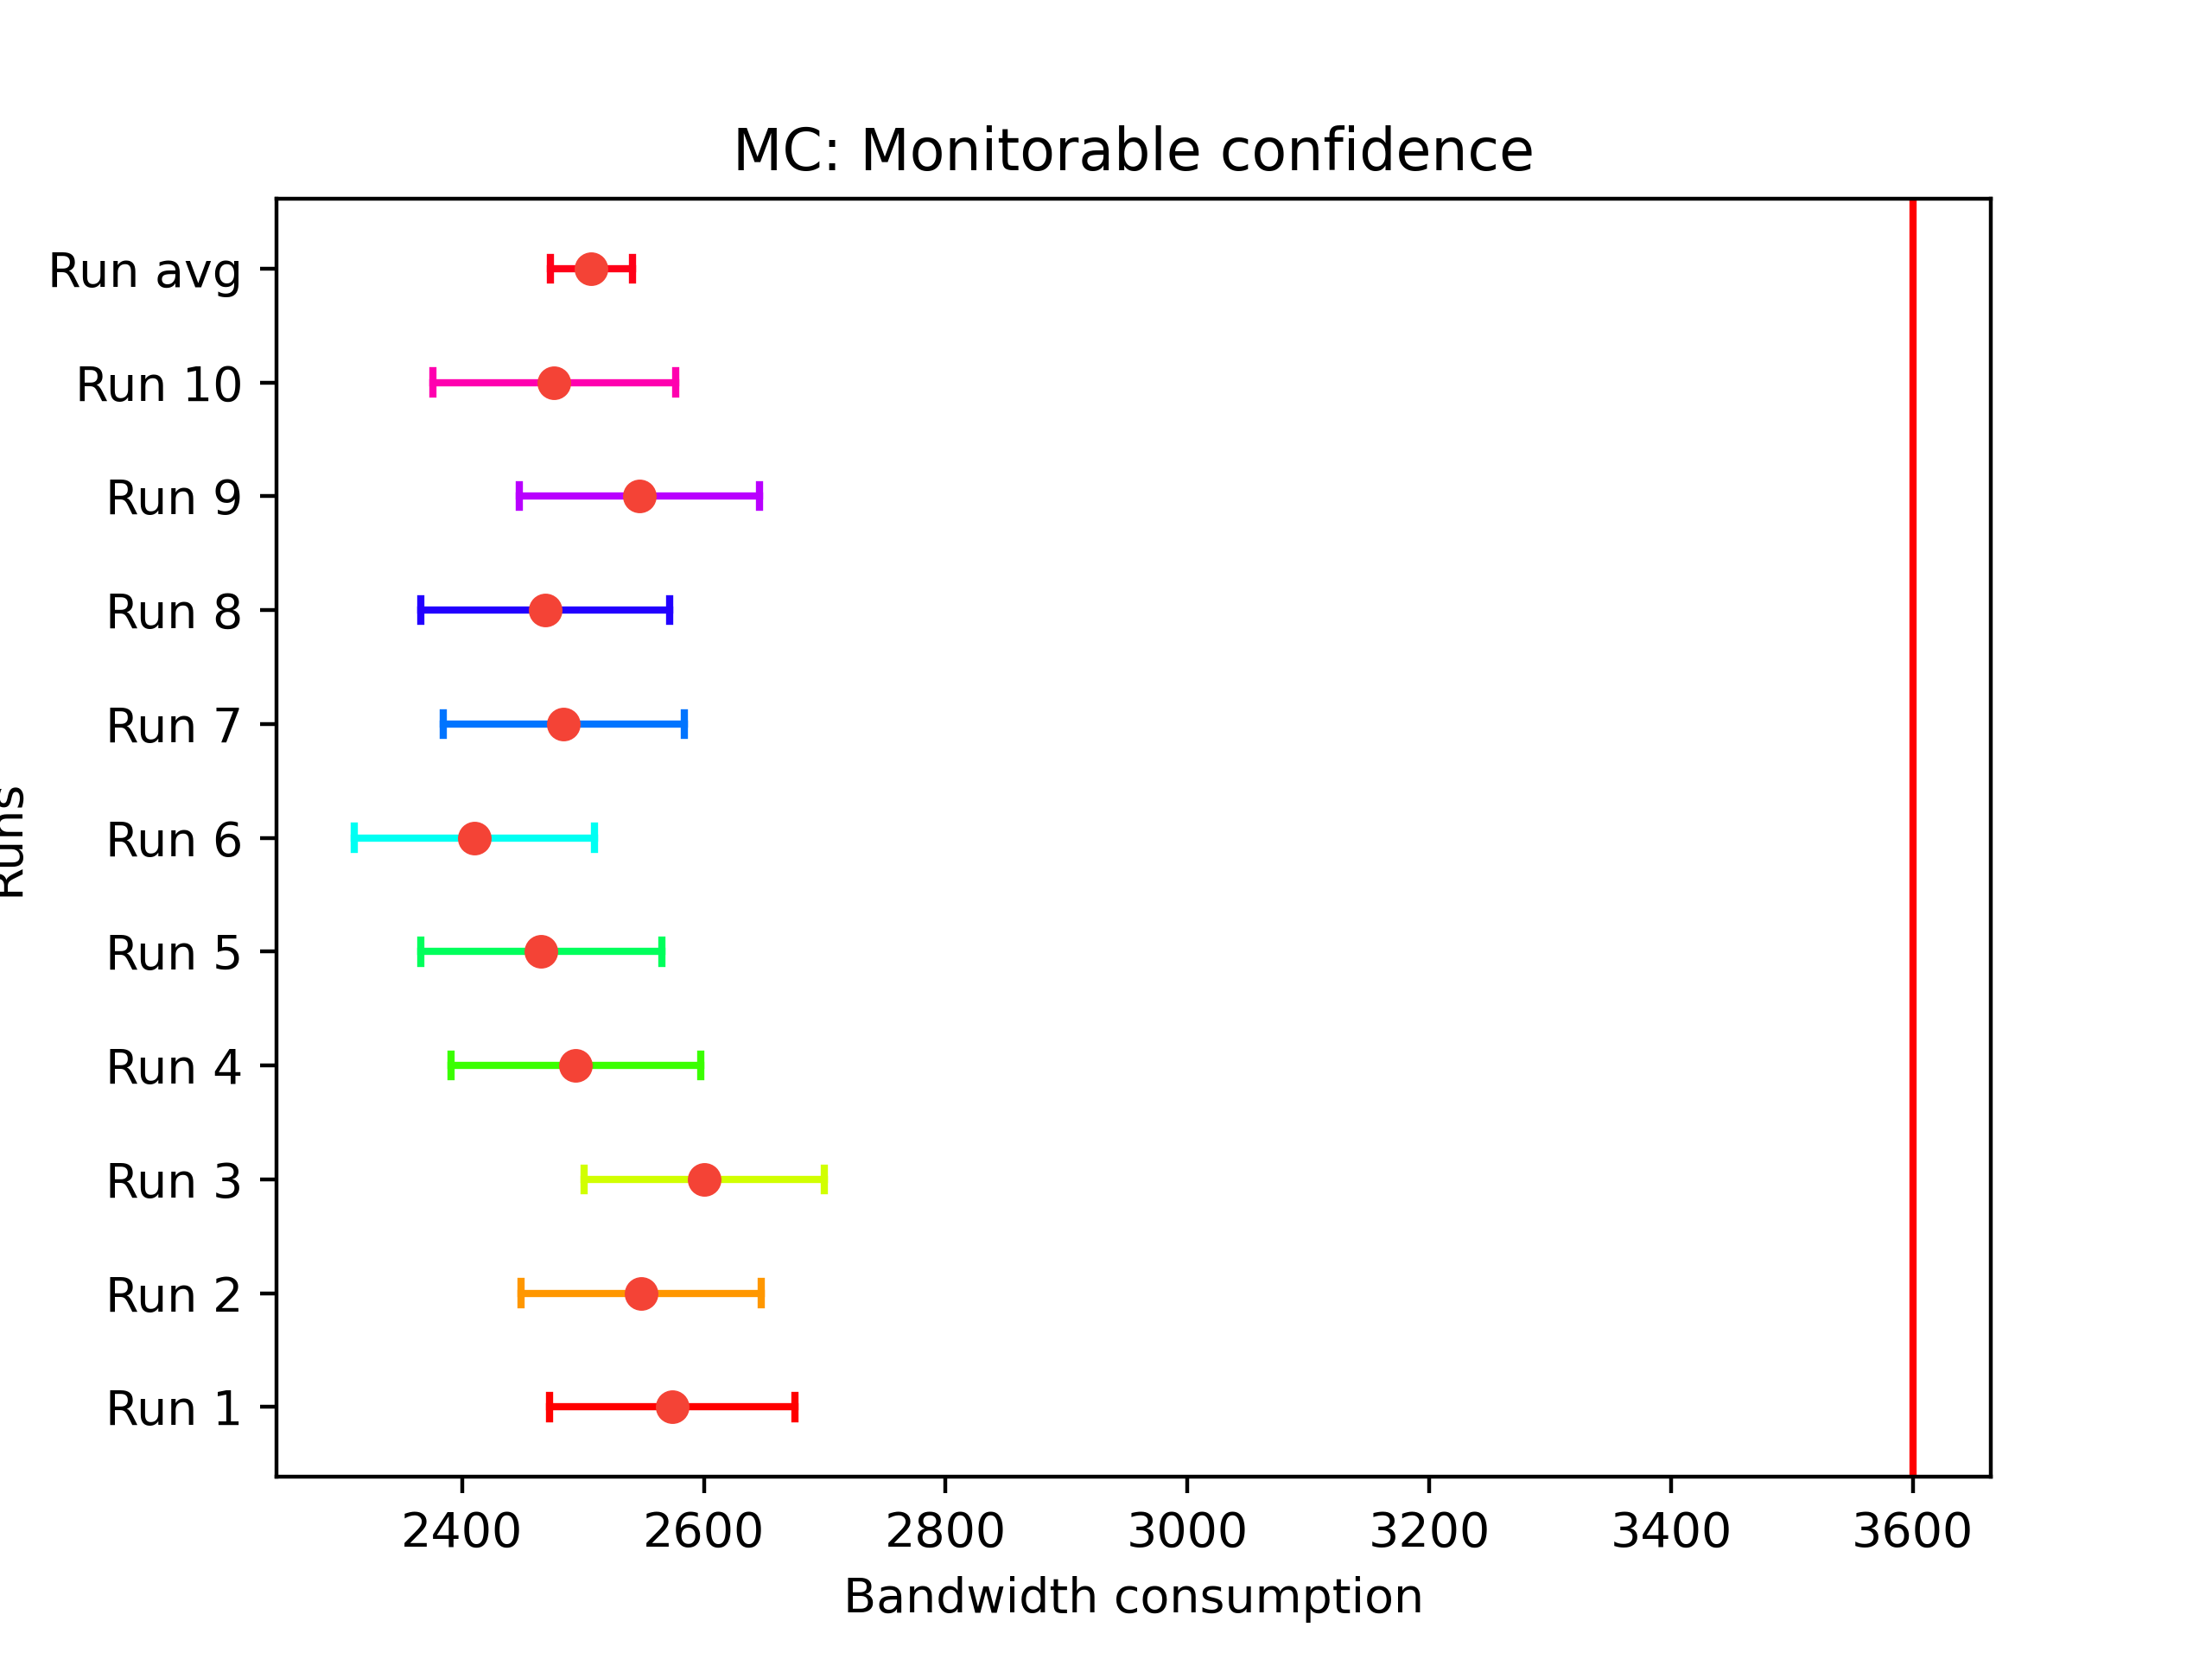 MC: Monitorable confidence
Run avg
Run 10
Run 9
Run 8
Run 7
Run 6
Run 5
Run 4
Run 3
Run 2
Run 1
Runs
2400 2600 2800 3000 3200 3400 3600
Bandwidth consumption